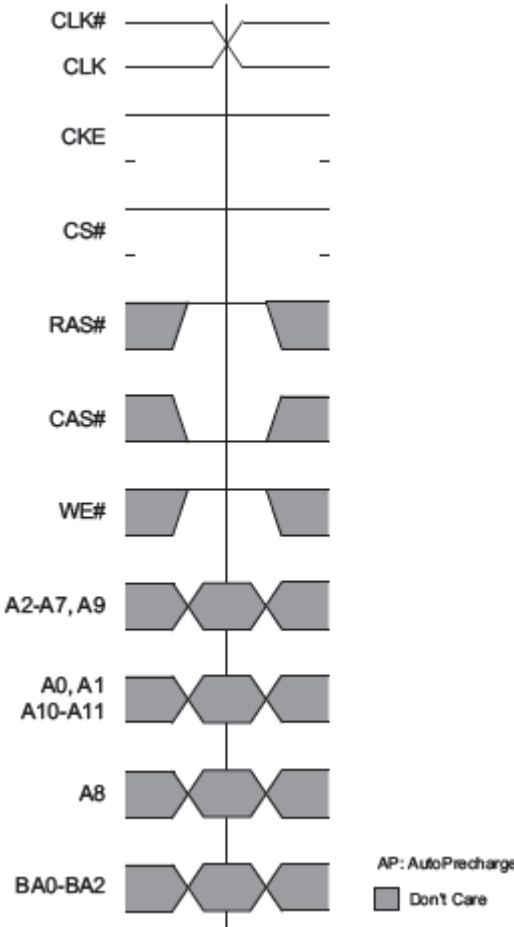 CLK#
CLK
CKE
CS#
RAS#
CAS#
WE#
A2-A7, A9
A0, A1
A10-A11
A8
BA0-BA2
AP: AutoPrecharge
Don't Care